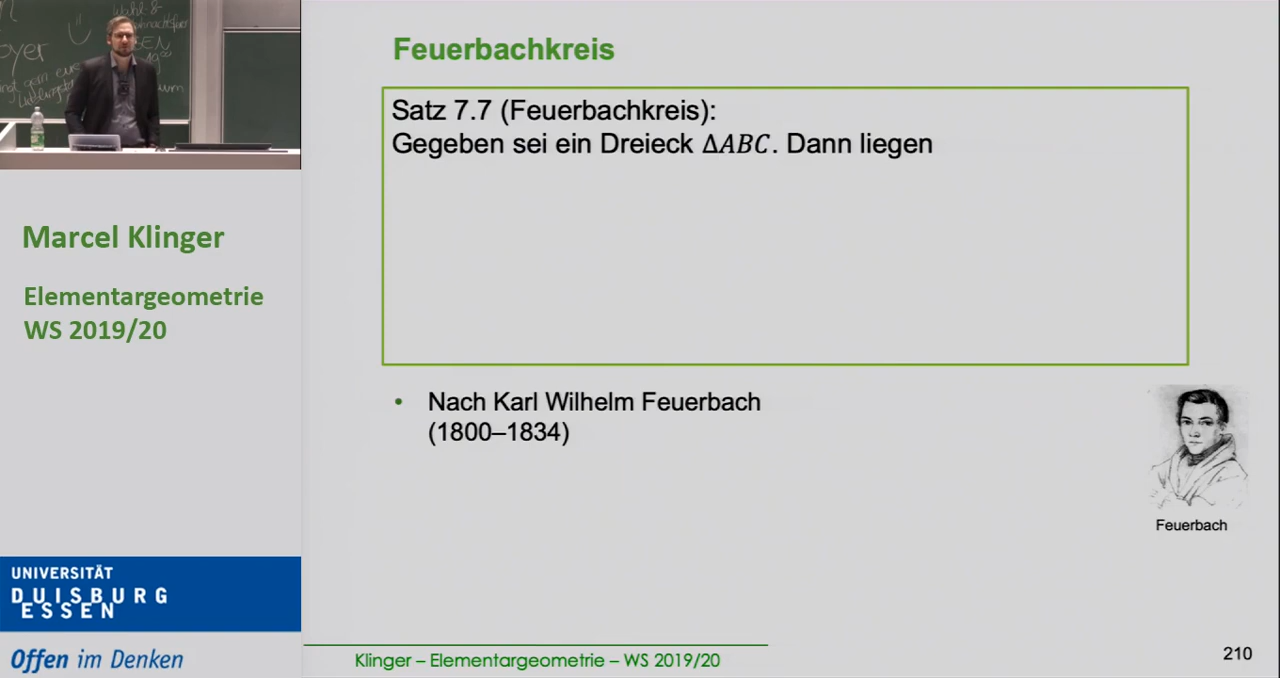 Feuerbachkreis
Satz 7.7 (Feuerbachkreis):
Gegeben sei ein Dreieck ΔABC. Dann liegen
Marcel Klinger
Elementargeometrie
WS 2019/20
• Nach Karl Wilhelm Feuerbach
(1800–1834)
Feuerbach
UNIVERSITÄT
DUISBURG
ESSEN
Offen im Denken
Klinger – Elementargeometrie – WS 2019/20
210